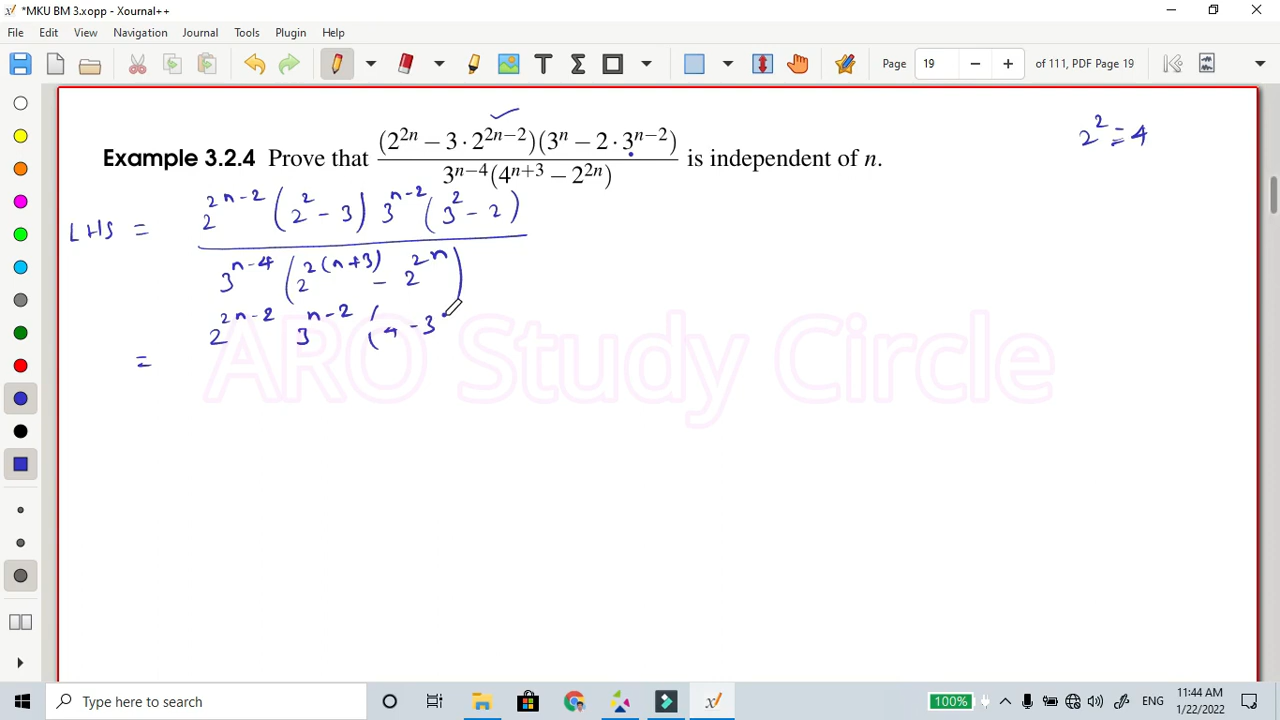 *MKU BM 3.xopp - Xournal++
File Edit View Navigation Journal Tools Plugin Help
Page 19 of 111, PDF Page 19
2^2 = 4
Example 3.2.4 Prove that \frac{(2^{2n} − 3 · 2^{2n−2})(3^n − 2 · 3^{n−2})}{3^{n−4}(4^{n+3} − 2^{2n})} is independent of n.
LHS = \frac{2^{2n-2} (2^2 - 3) 3^{n-2} (3^2 - 2)}{3^{n-4} (2^{2(n+3)} - 2^{2n})}
= 2^{2n-2} 3^{n-2} (4 - 3
ARO Study Circle
Type here to search
100% ENG 11:44 AM
1/22/2022